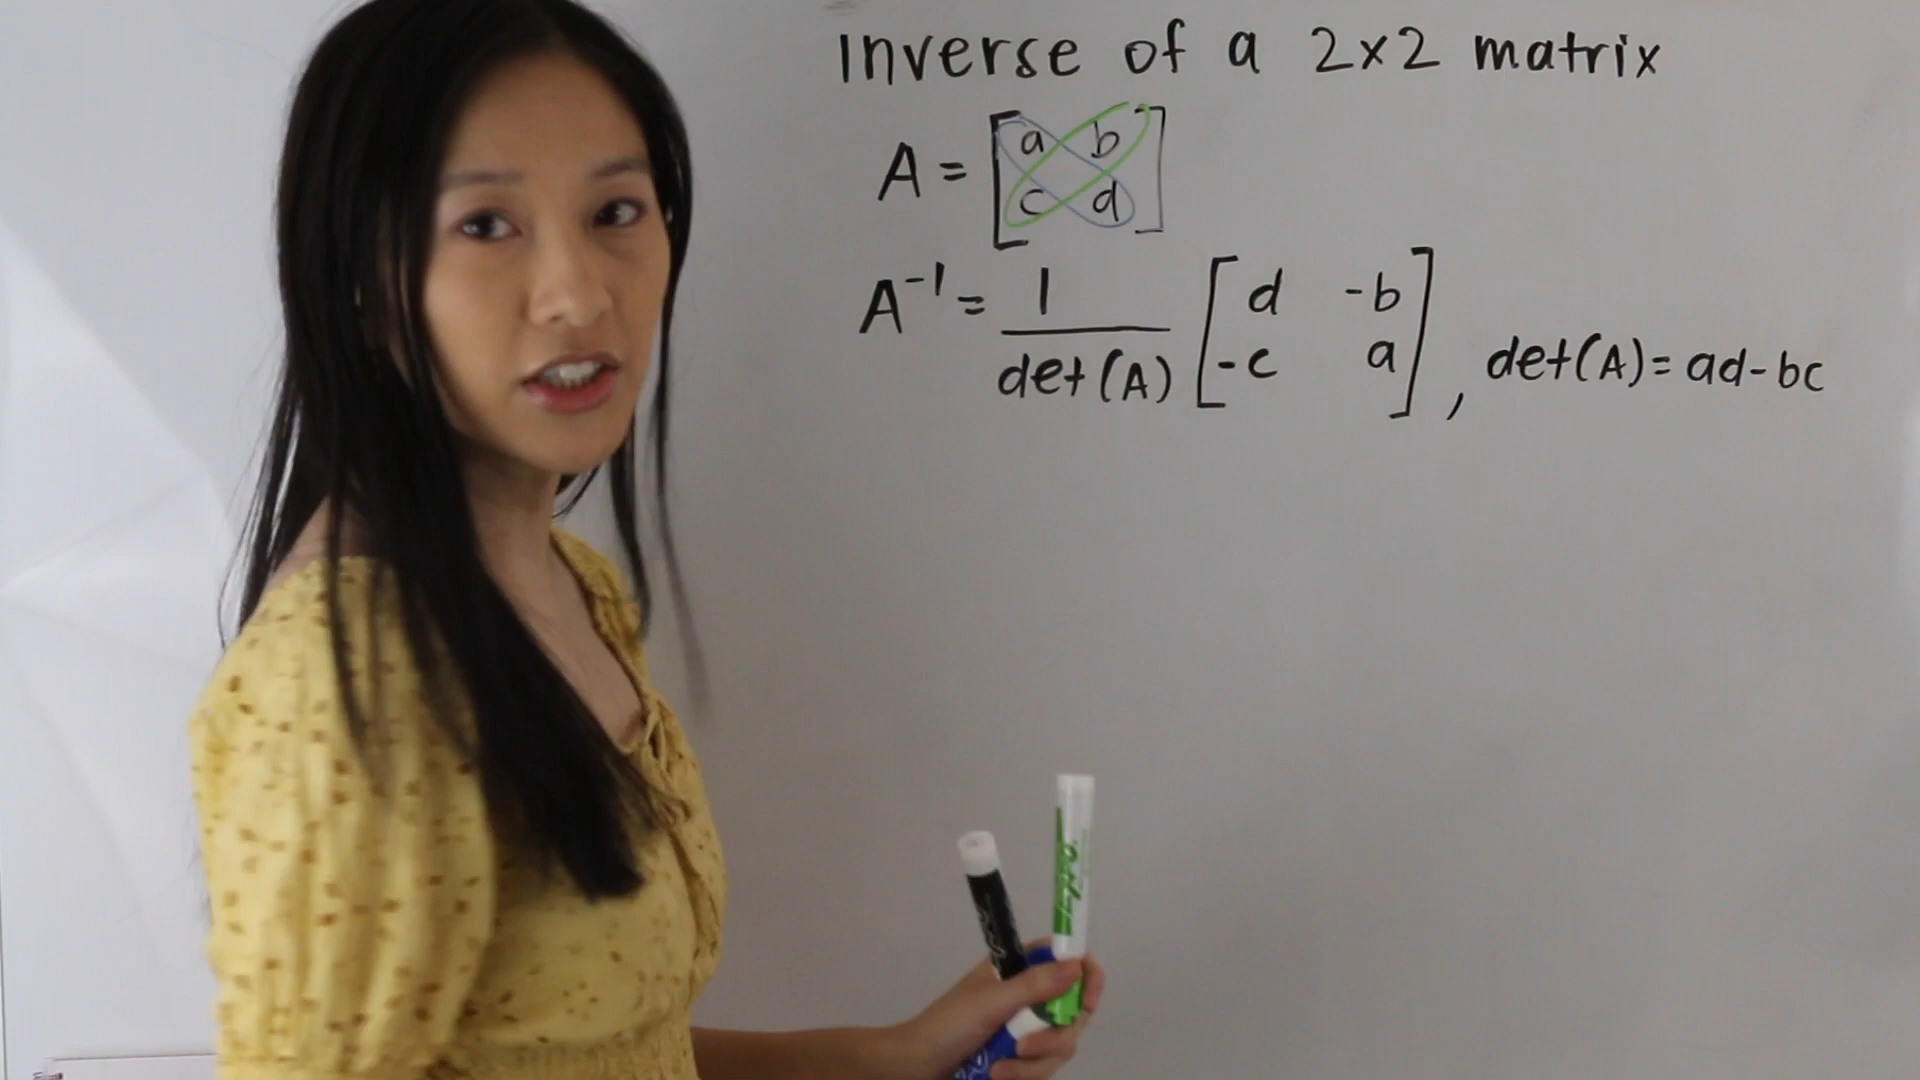 Inverse of a 2x2 matrix
A = [a b
c d]
A⁻¹ = 1/det(A) [d -b
-c a], det(A) = ad-bc